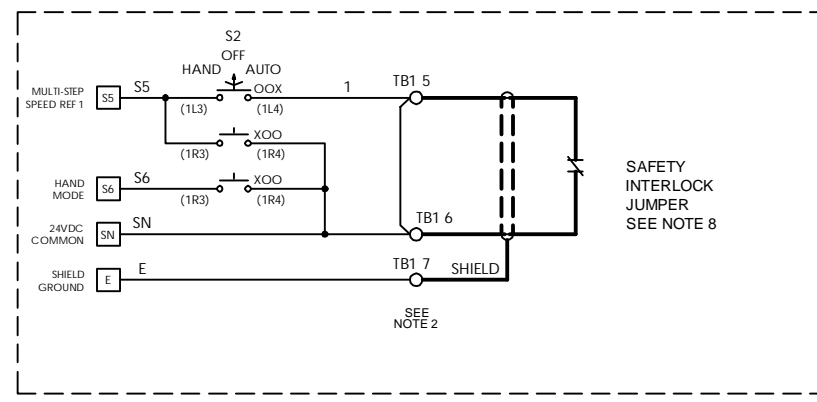 S2
OFF
HAND AUTO
MULTI-STEP
SPEED REF 1
S5
S5
OOX
1
TB1 5
(1L3)
(1L4)
XOO
(1R3)
(1R4)
HAND
MODE
S6
S6
XOO
(1R3)
(1R4)
24VDC
COMMON
SN
SN
TB1 6
SHIELD
GROUND
E
E
TB1 7
SHIELD
SEE
NOTE 2
SAFETY
INTERLOCK
JUMPER
SEE NOTE 8